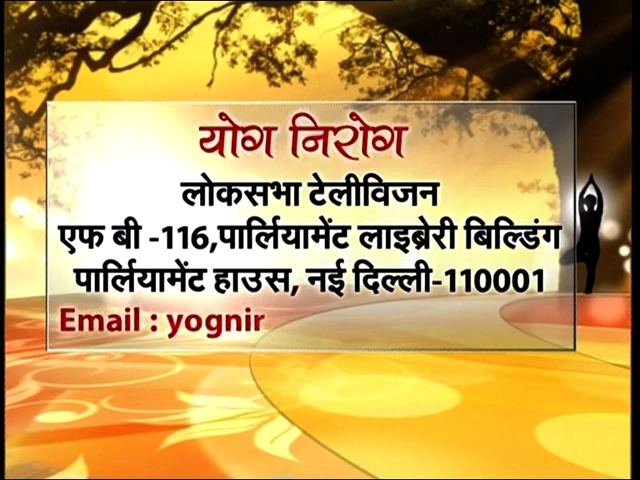 योग निरोग
लोकसभा टेलीविजन
एफ बी -116,पार्लियामेंट लाइब्रेरी बिल्डिंग
पार्लियामेंट हाउस, नई दिल्ली-110001
Email : yognir